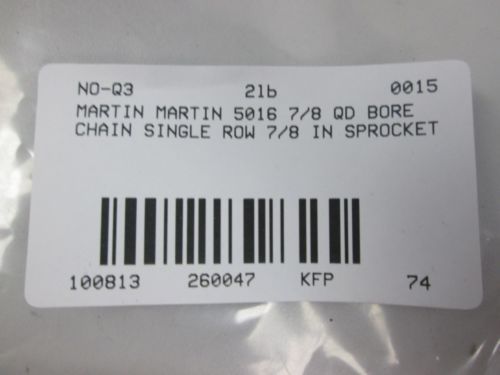 NO-Q3 2lb 0015
MARTIN MARTIN 5016 7/8 QD BORE
CHAIN SINGLE ROW 7/8 IN SPROCKET
100813 260047 KFP 74